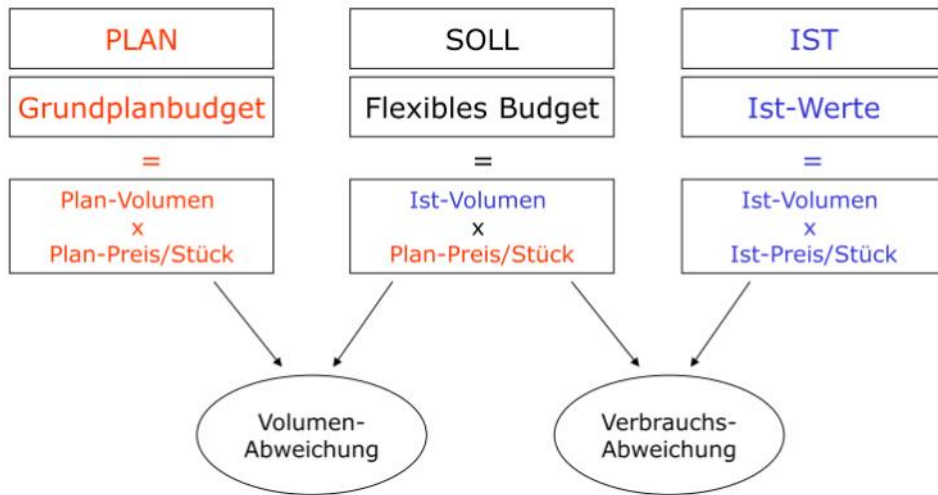 PLAN
SOLL
IST
Grundplanbudget
Flexibles Budget
Ist-Werte
=
=
=
Plan-Volumen
x
Plan-Preis/Stück
Ist-Volumen
x
Plan-Preis/Stück
Ist-Volumen
x
Ist-Preis/Stück
Volumen-
Abweichung
Verbrauchs-
Abweichung